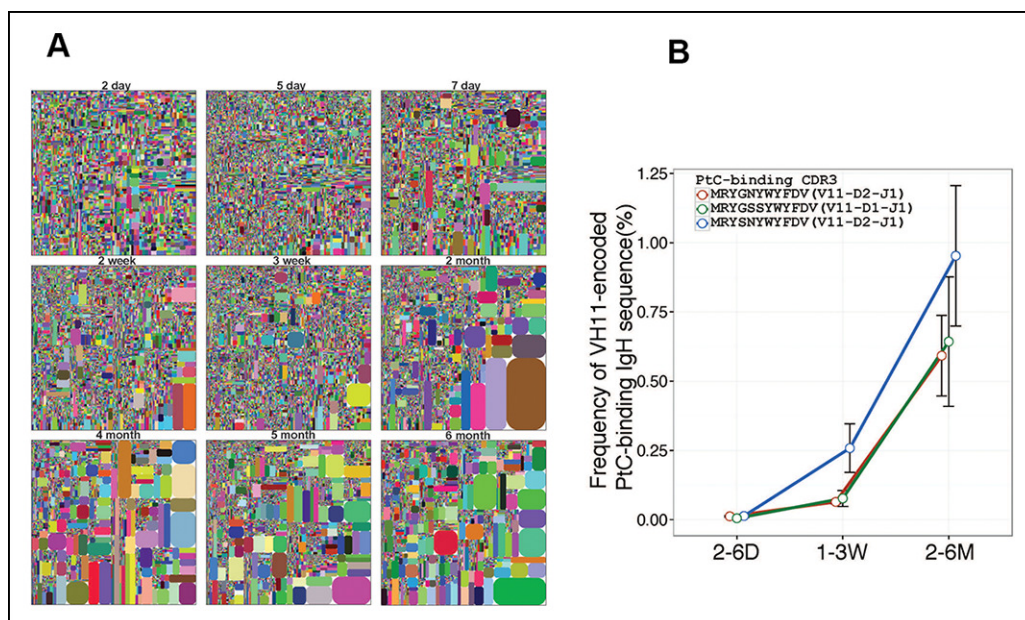 A
2 day
5 day
7 day
2 week
3 week
2 month
4 month
5 month
6 month
B
Frequency of VH11-encoded
PtC-binding IgH sequence(%)
1.25
1.00
0.75
0.50
0.25
0.00
PtC-binding CDR3
MRYGNYWYFDV(V11-D2-J1)
MRYGSSYWYFDV(V11-D1-J1)
MRYSNYWYFDV(V11-D2-J1)
2-6D
1-3W
2-6M